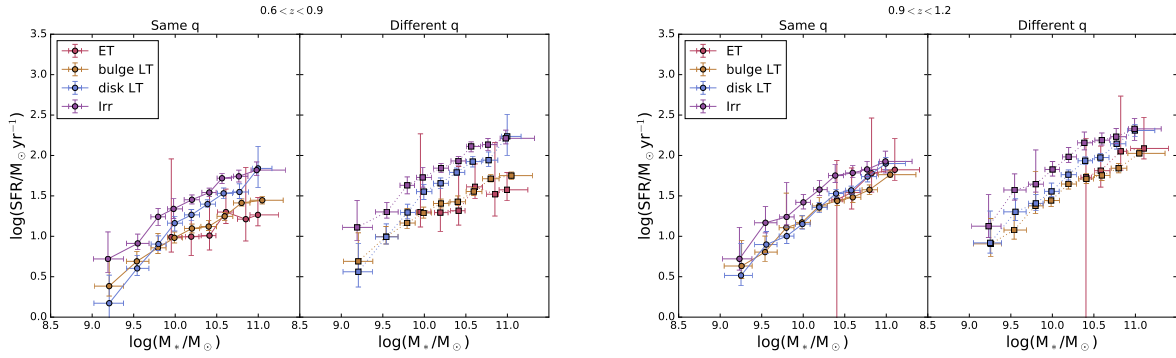 0.6 < z < 0.9
Same q
Different q
3.5
3.0
2.5
2.0
1.5
1.0
0.5
0.0
log(SFR/M⊙yr⁻¹)
ET
bulge LT
disk LT
Irr
8.5 9.0 9.5 10.0 10.5 11.0 8.5 9.0 9.5 10.0 10.5 11.0 11.5
log(M*/M⊙) log(M*/M⊙)
0.9 < z < 1.2
Same q
Different q
3.5
3.0
2.5
2.0
1.5
1.0
0.5
0.0
log(SFR/M⊙yr⁻¹)
ET
bulge LT
disk LT
Irr
8.5 9.0 9.5 10.0 10.5 11.0 8.5 9.0 9.5 10.0 10.5 11.0 11.5
log(M*/M⊙) log(M*/M⊙)